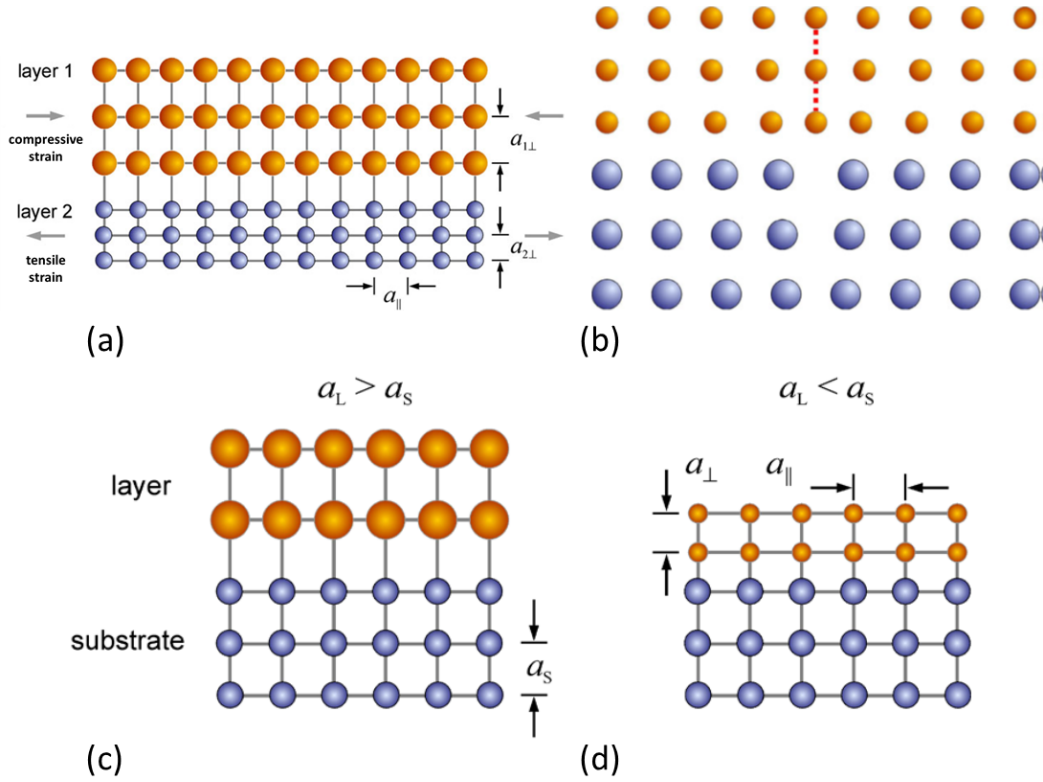 layer 1
compressive
strain
a1⊥
layer 2
tensile
strain
a2⊥
a∥
(a)
(b)
aL > aS
layer
substrate
aS
(c)
aL < aS
a⊥
a∥
(d)